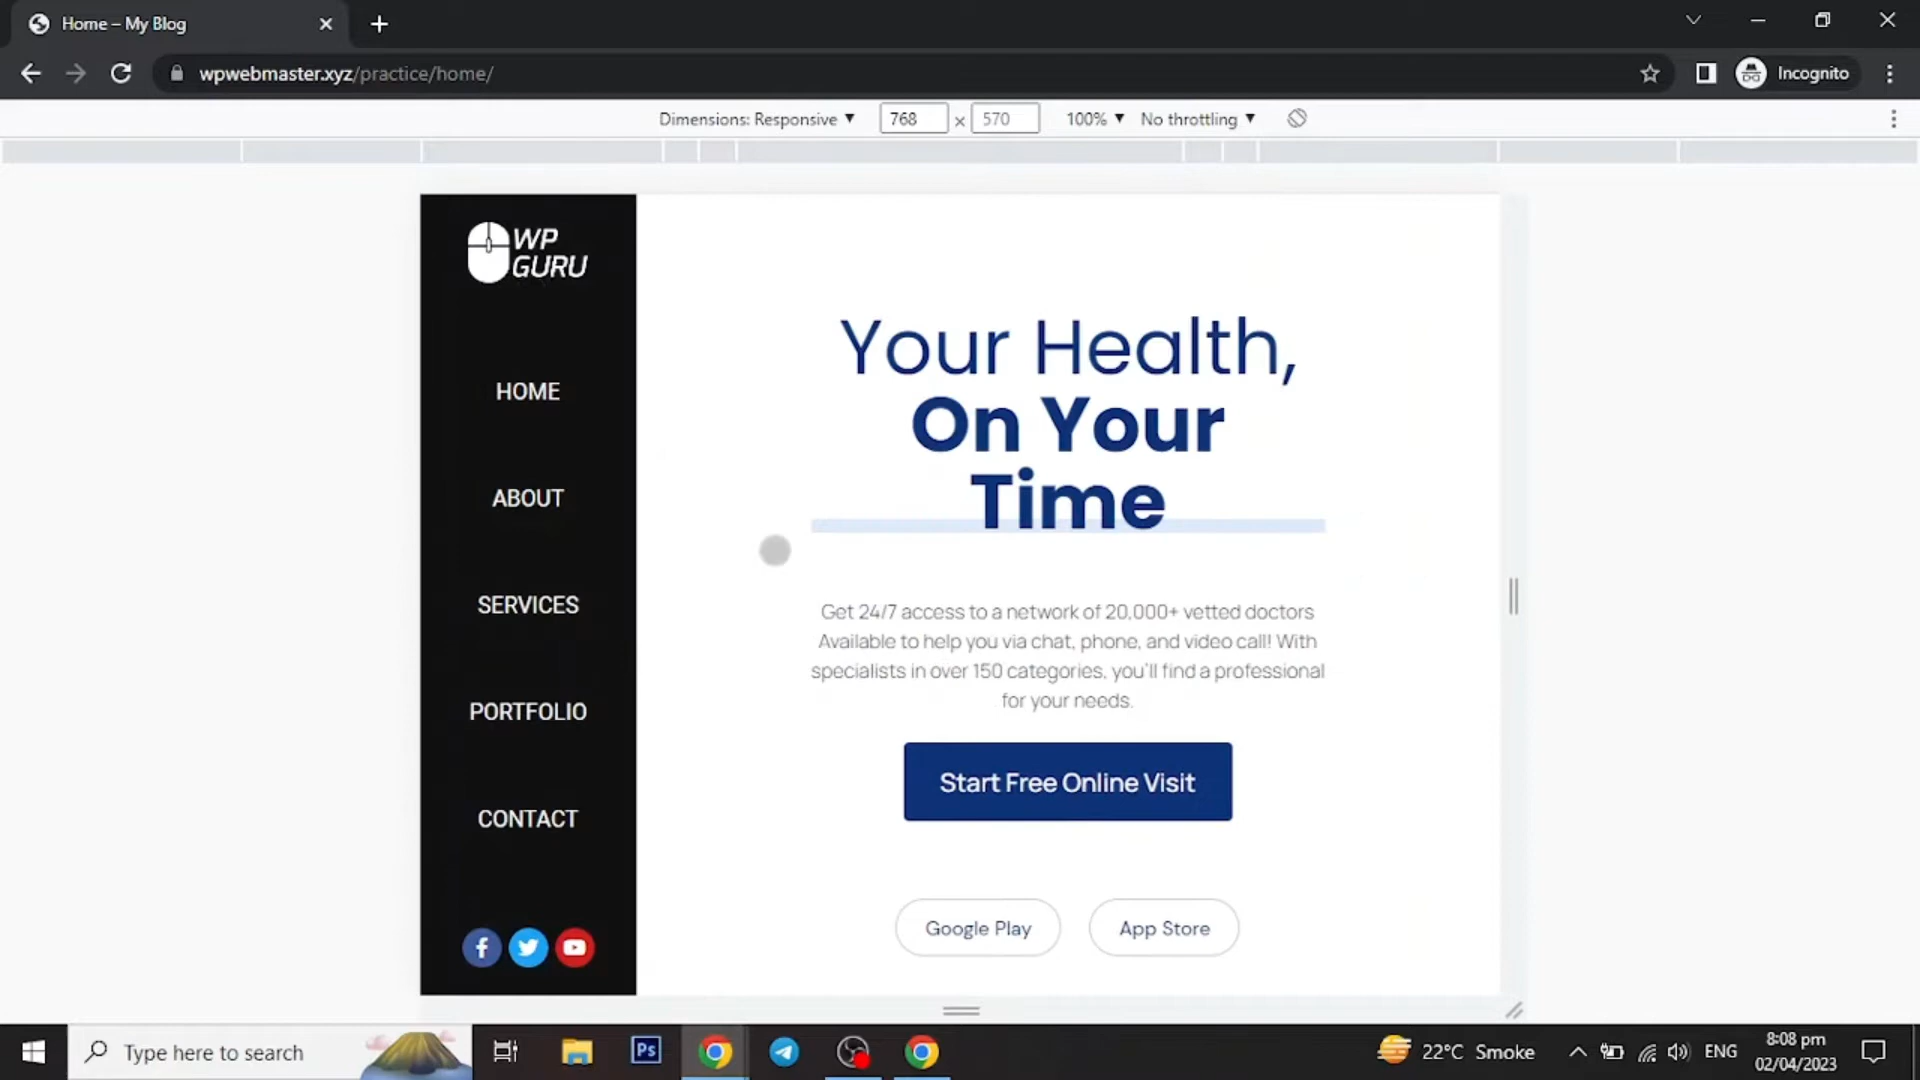 Home – My Blog
wpwebmaster.xyz/practice/home/
Incognito
Dimensions: Responsive
768 × 570
100%
No throttling
WP
GURU
HOME
ABOUT
SERVICES
PORTFOLIO
CONTACT
Your Health,
On Your
Time
Get 24/7 access to a network of 20,000+ vetted doctors
Available to help you via chat, phone, and video call! With
specialists in over 150 categories, you'll find a professional
for your needs.
Start Free Online Visit
Google Play
App Store
Type here to search
Ps
22°C Smoke
ENG
8:08 pm
02/04/2023